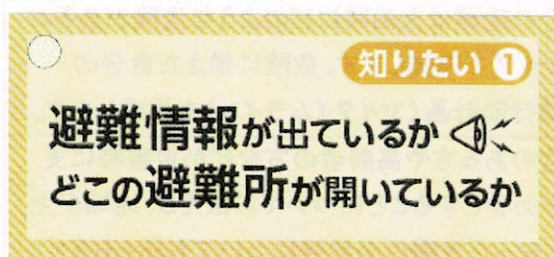 知りたい❶
避難情報が出ているか
どこの避難所が開いているか